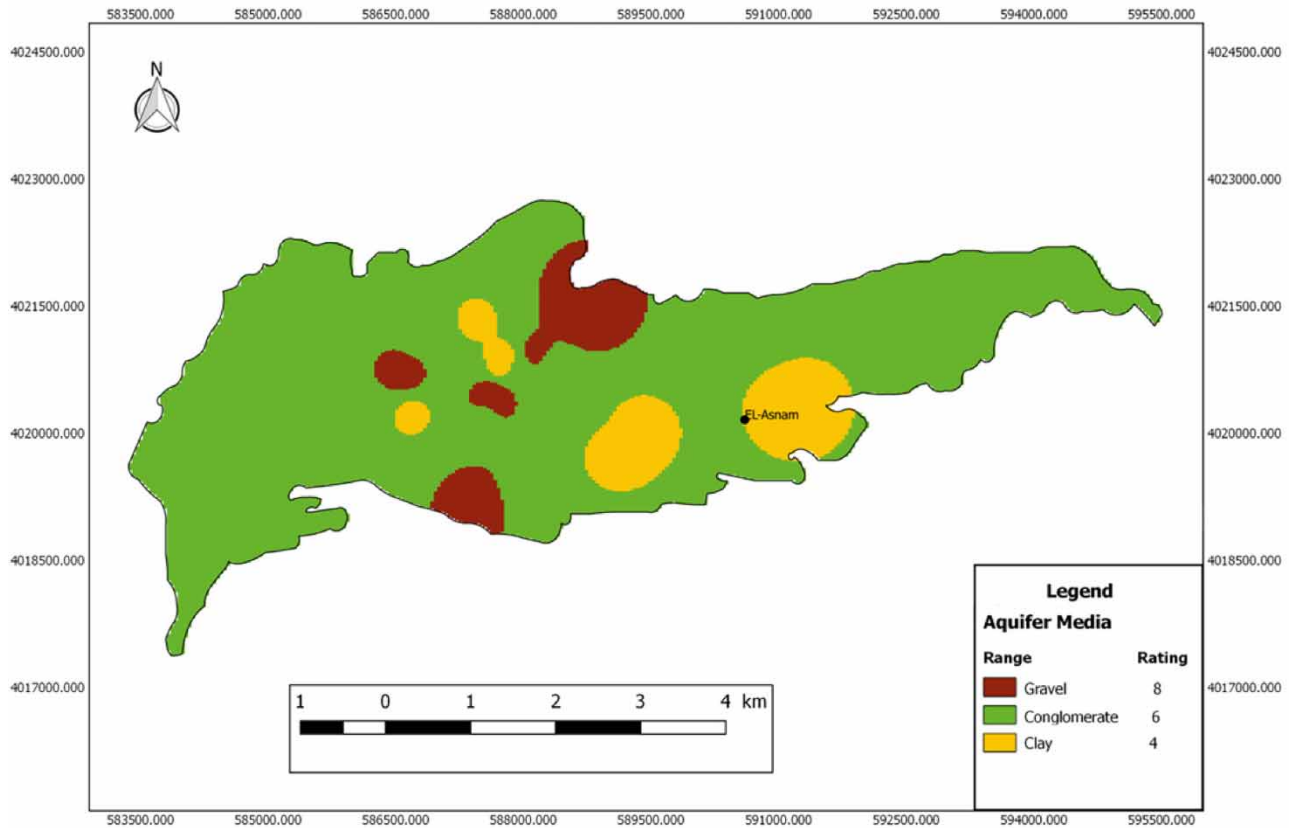 583500.000 585000.000 586500.000 588000.000 589500.000 591000.000 592500.000 594000.000 595500.000
4024500.000 4024500.000
N
4023000.000 4023000.000
4021500.000 4021500.000
EL-Asnam
4020000.000 4020000.000
4018500.000 4018500.000
Legend
Aquifer Media
Range Rating
Gravel 8
4017000.000 4017000.000
Conglomerate 6
Clay 4
1 0 1 2 3 4 km
583500.000 585000.000 586500.000 588000.000 589500.000 591000.000 592500.000 594000.000 595500.000